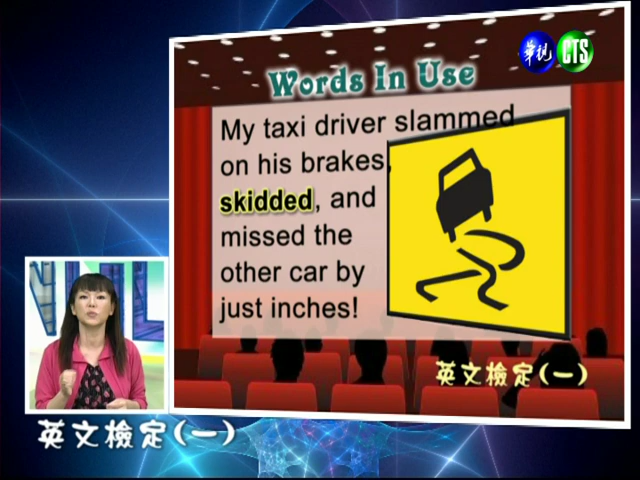 華視 CTS
Words In Use
My taxi driver slammed
on his brakes,
skidded, and
missed the
other car by
just inches!
英文檢定(一)
英文檢定(一)